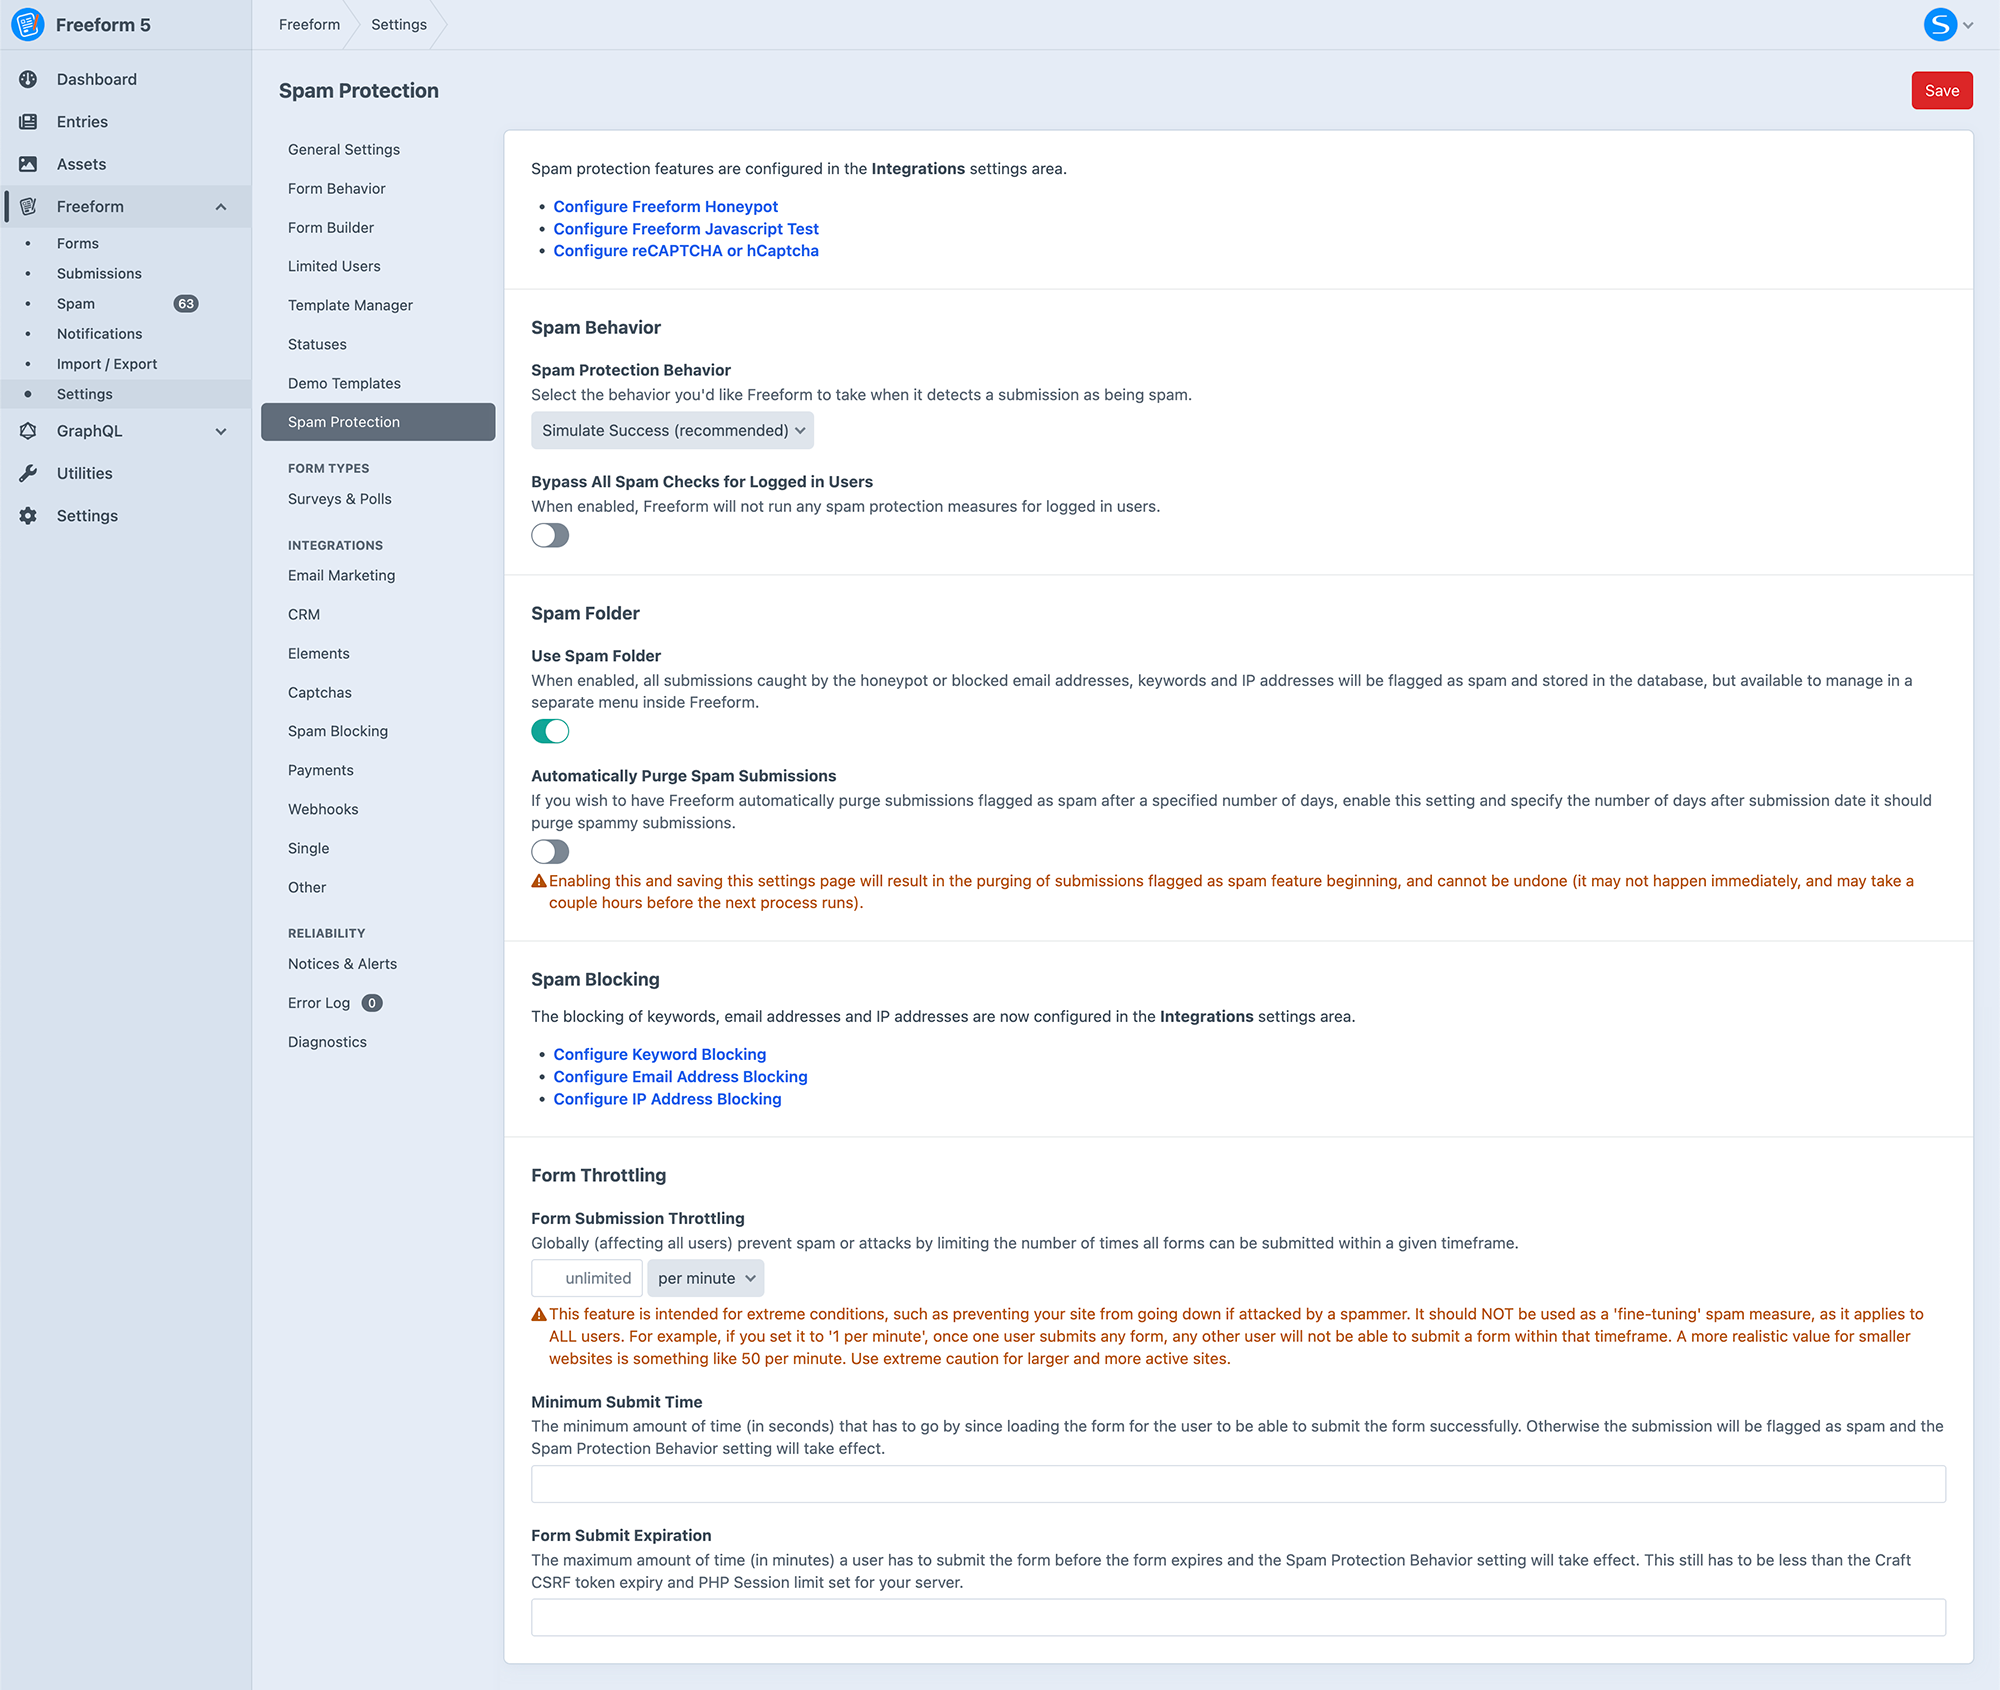 Freeform 5
Freeform
Settings
S
Dashboard
Entries
Assets
Freeform
• Forms
• Submissions
• Spam 63
• Notifications
• Import / Export
• Settings
GraphQL
Utilities
Settings
Spam Protection
Save
General Settings
Form Behavior
Form Builder
Limited Users
Template Manager
Statuses
Demo Templates
Spam Protection
FORM TYPES
Surveys & Polls
INTEGRATIONS
Email Marketing
CRM
Elements
Captchas
Spam Blocking
Payments
Webhooks
Single
Other
RELIABILITY
Notices & Alerts
Error Log 0
Diagnostics
Spam protection features are configured in the Integrations settings area.
• Configure Freeform Honeypot
• Configure Freeform Javascript Test
• Configure reCAPTCHA or hCaptcha
Spam Behavior
Spam Protection Behavior
Select the behavior you'd like Freeform to take when it detects a submission as being spam.
Simulate Success (recommended)
Bypass All Spam Checks for Logged in Users
When enabled, Freeform will not run any spam protection measures for logged in users.
Spam Folder
Use Spam Folder
When enabled, all submissions caught by the honeypot or blocked email addresses, keywords and IP addresses will be flagged as spam and stored in the database, but available to manage in a
separate menu inside Freeform.
Automatically Purge Spam Submissions
If you wish to have Freeform automatically purge submissions flagged as spam after a specified number of days, enable this setting and specify the number of days after submission date it should
purge spammy submissions.
Enabling this and saving this settings page will result in the purging of submissions flagged as spam feature beginning, and cannot be undone (it may not happen immediately, and may take a
couple hours before the next process runs).
Spam Blocking
The blocking of keywords, email addresses and IP addresses are now configured in the Integrations settings area.
• Configure Keyword Blocking
• Configure Email Address Blocking
• Configure IP Address Blocking
Form Throttling
Form Submission Throttling
Globally (affecting all users) prevent spam or attacks by limiting the number of times all forms can be submitted within a given timeframe.
unlimited per minute
This feature is intended for extreme conditions, such as preventing your site from going down if attacked by a spammer. It should NOT be used as a 'fine-tuning' spam measure, as it applies to
ALL users. For example, if you set it to '1 per minute', once one user submits any form, any other user will not be able to submit a form within that timeframe. A more realistic value for smaller
websites is something like 50 per minute. Use extreme caution for larger and more active sites.
Minimum Submit Time
The minimum amount of time (in seconds) that has to go by since loading the form for the user to be able to submit the form successfully. Otherwise the submission will be flagged as spam and the
Spam Protection Behavior setting will take effect.
Form Submit Expiration
The maximum amount of time (in minutes) a user has to submit the form before the form expires and the Spam Protection Behavior setting will take effect. This still has to be less than the Craft
CSRF token expiry and PHP Session limit set for your server.